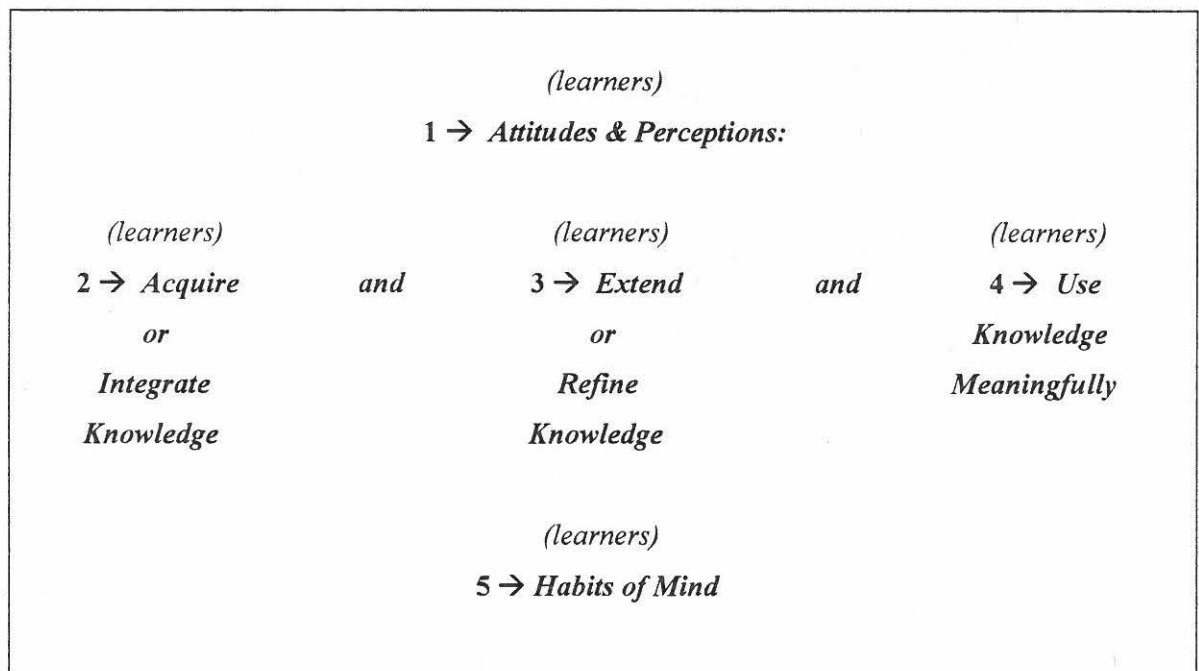 (learners)
1 → Attitudes & Perceptions:
(learners) (learners) (learners)
2 → Acquire and 3 → Extend and 4 → Use
or or Knowledge
Integrate Refine Meaningfully
Knowledge Knowledge
(learners)
5 → Habits of Mind